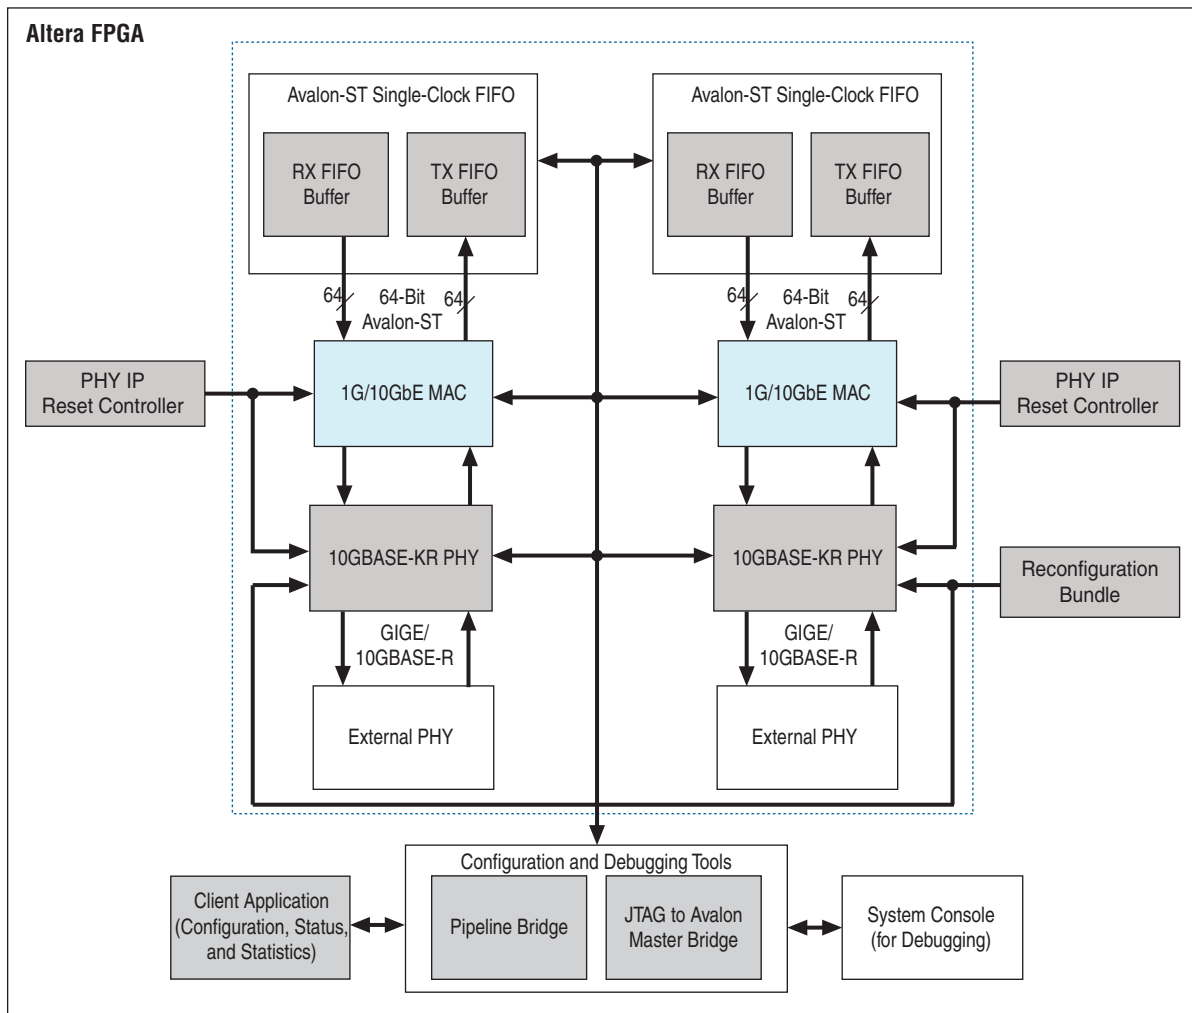 Altera FPGA
Avalon-ST Single-Clock FIFO
RX FIFO
Buffer
TX FIFO
Buffer
Avalon-ST Single-Clock FIFO
RX FIFO
Buffer
TX FIFO
Buffer
64
64-Bit
Avalon-ST
64
64
64-Bit
Avalon-ST
64
PHY IP
Reset Controller
1G/10GbE MAC
1G/10GbE MAC
PHY IP
Reset Controller
10GBASE-KR PHY
10GBASE-KR PHY
Reconfiguration
Bundle
GIGE/
10GBASE-R
GIGE/
10GBASE-R
External PHY
External PHY
Configuration and Debugging Tools
Client Application
(Configuration, Status,
and Statistics)
Pipeline Bridge
JTAG to Avalon
Master Bridge
System Console
(for Debugging)